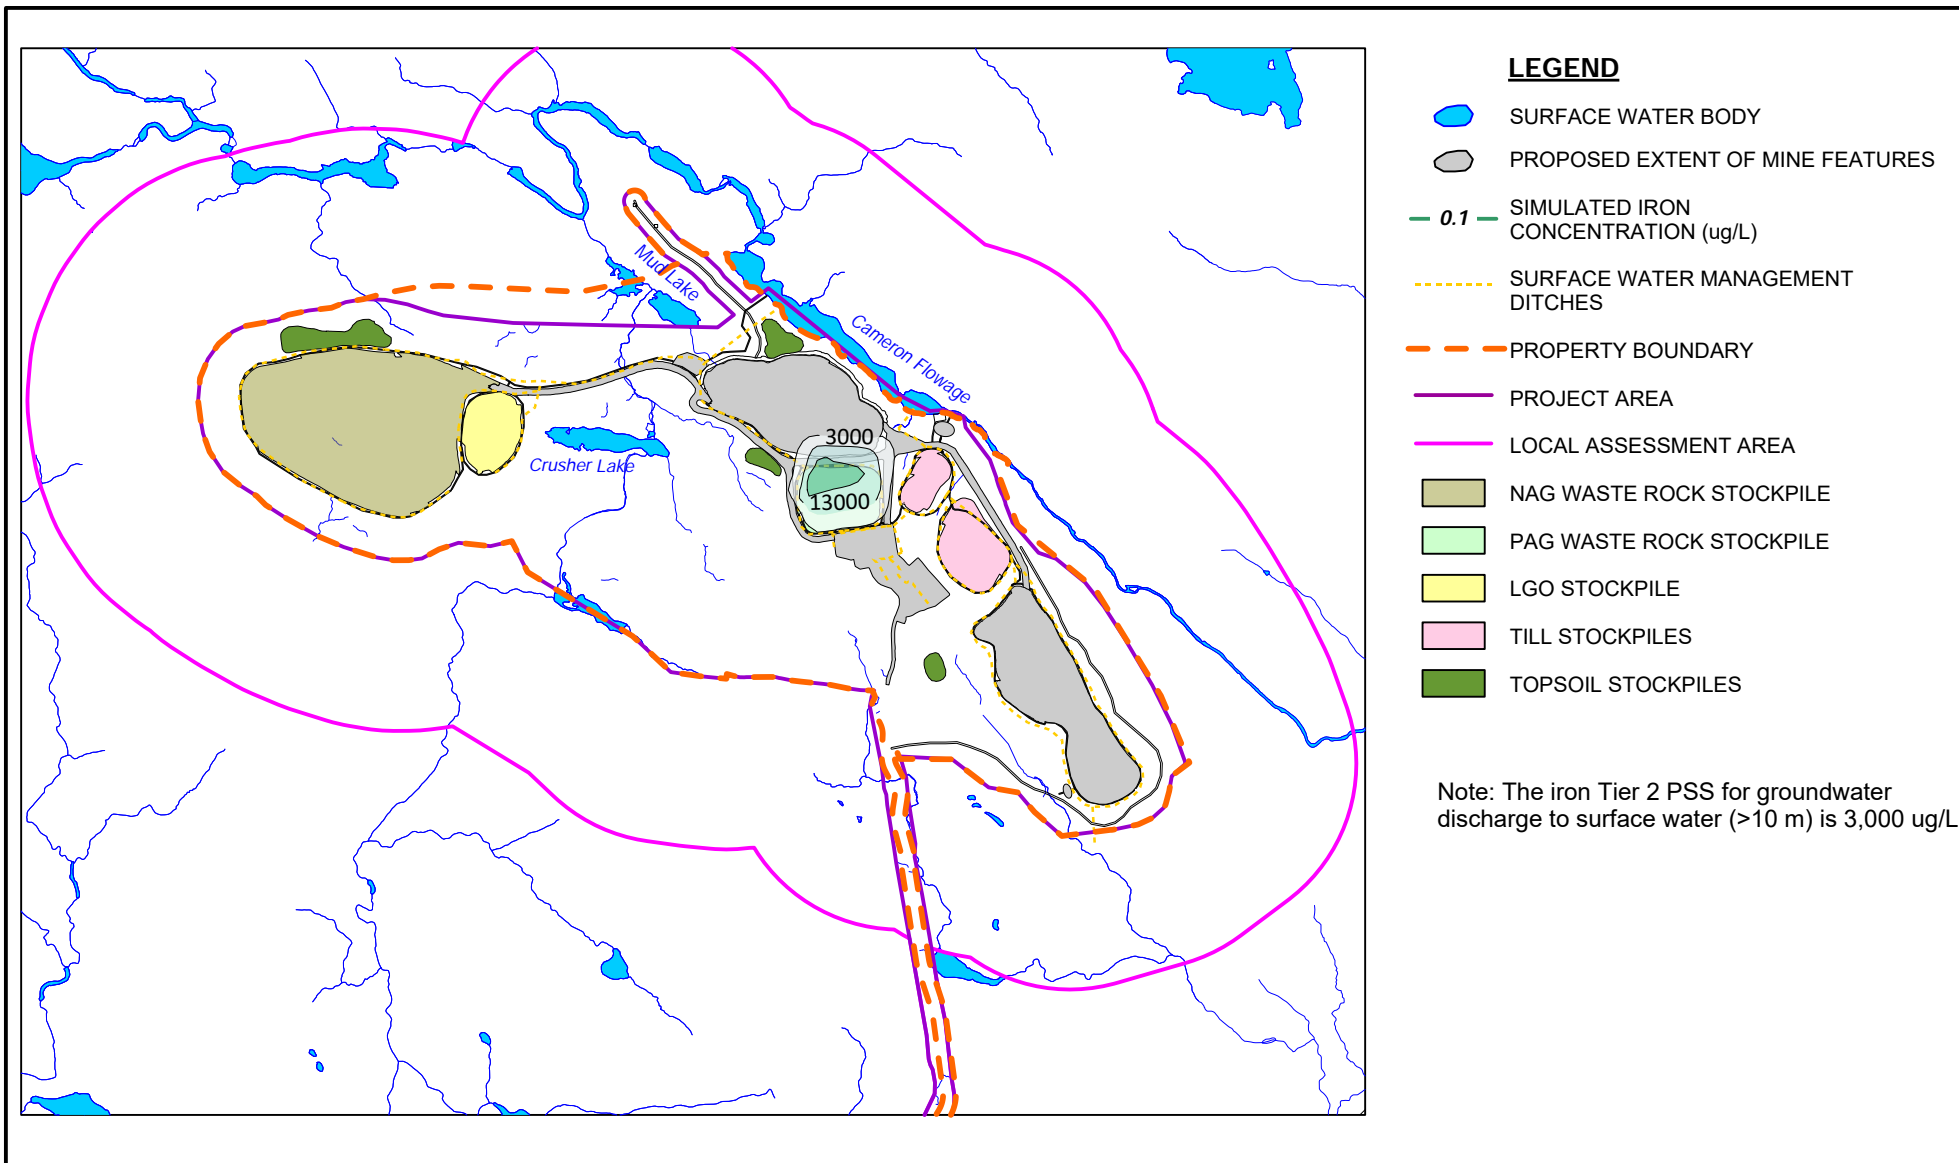 LEGEND
SURFACE WATER BODY
PROPOSED EXTENT OF MINE FEATURES
0.1
SIMULATED IRON
CONCENTRATION (ug/L)
SURFACE WATER MANAGEMENT
DITCHES
PROPERTY BOUNDARY
PROJECT AREA
LOCAL ASSESSMENT AREA
NAG WASTE ROCK STOCKPILE
PAG WASTE ROCK STOCKPILE
LGO STOCKPILE
TILL STOCKPILES
TOPSOIL STOCKPILES
Note: The iron Tier 2 PSS for groundwater
discharge to surface water (>10 m) is 3,000 ug/L
Mud Lake
Cameron Flowage
Crusher Lake
3000
13000